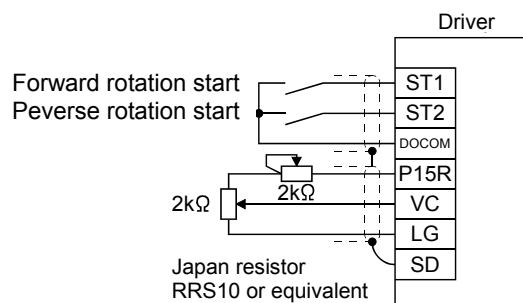 Driver
Forward rotation start
Peverse rotation start
ST1
ST2
DOCOM
P15R
VC
LG
SD
2kΩ
2kΩ
Japan resistor
RRS10 or equivalent